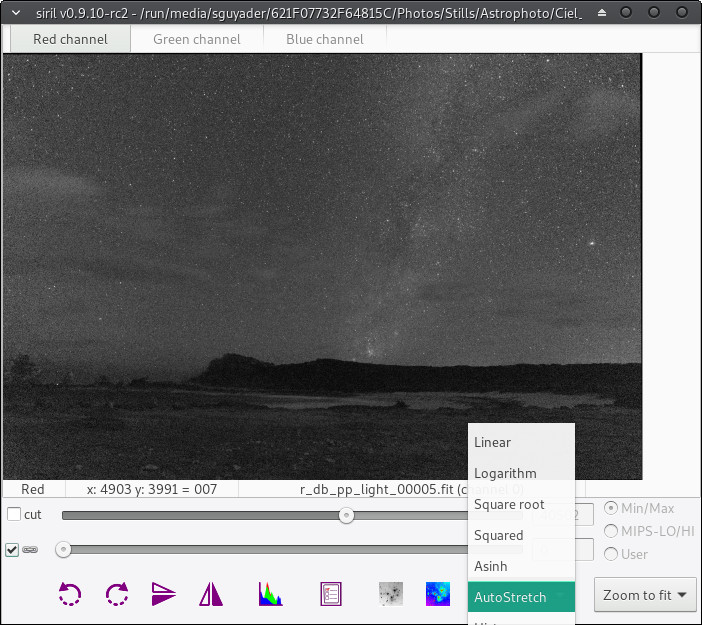 siril v0.9.10-rc2 - /run/media/sguyader/621F07732F64815C/Photos/Stills/Astrophoto/Ciel_
Red channel Green channel Blue channel
Red x: 4903 y: 3991 = 007 r_db_pp_light_00005.fit (channel 0)
Linear
Logarithm
Square root
Squared
Asinh
AutoStretch
cut
Min/Max
MIPS-LO/HI
User
Zoom to fit